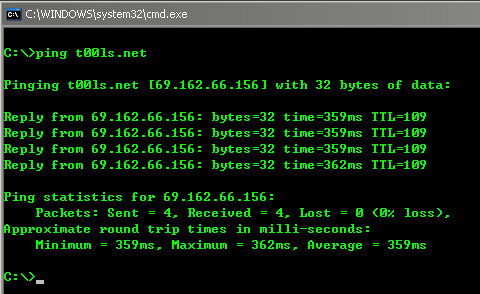 C:\WINDOWS\system32\cmd.exe
C:\>ping t00ls.net
Pinging t00ls.net [69.162.66.156] with 32 bytes of data:
Reply from 69.162.66.156: bytes=32 time=359ms TTL=109
Reply from 69.162.66.156: bytes=32 time=359ms TTL=109
Reply from 69.162.66.156: bytes=32 time=359ms TTL=109
Reply from 69.162.66.156: bytes=32 time=362ms TTL=109
Ping statistics for 69.162.66.156:
    Packets: Sent = 4, Received = 4, Lost = 0 (0% loss),
Approximate round trip times in milli-seconds:
    Minimum = 359ms, Maximum = 362ms, Average = 359ms
C:\>_